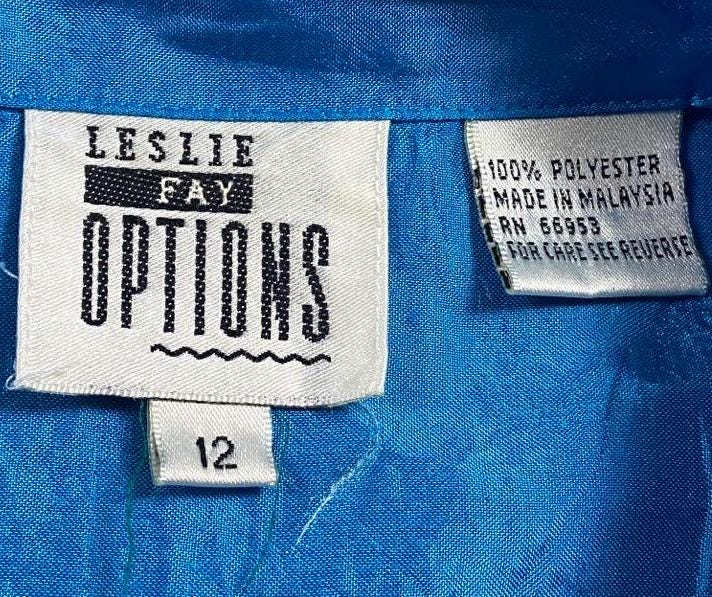 LESLIE
FAY
OPTIONS
12
100% POLYESTER
MADE IN MALAYSIA
RN 66953
FOR CARE SEE REVERSE